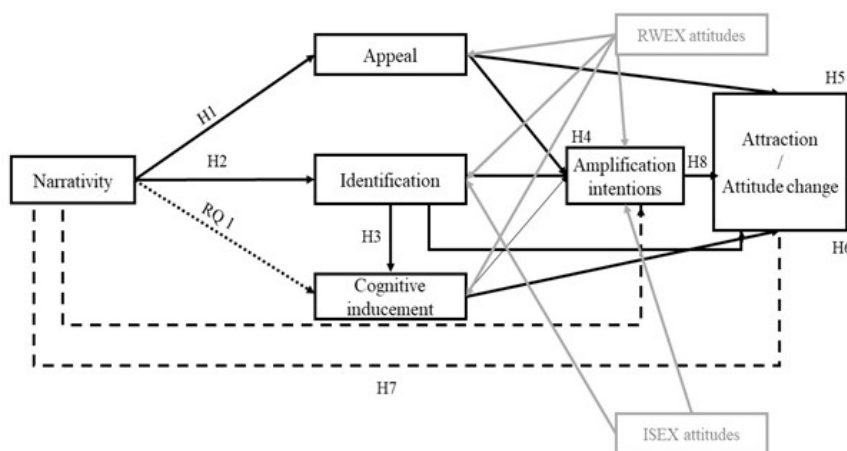 RWEX attitudes
Appeal
H5
H1
H4
Attraction
/
Attitude change
H2
Amplification
intentions
H8
Narrativity
Identification
RQ 1
H3
H6
Cognitive
inducement
H7
ISEX attitudes